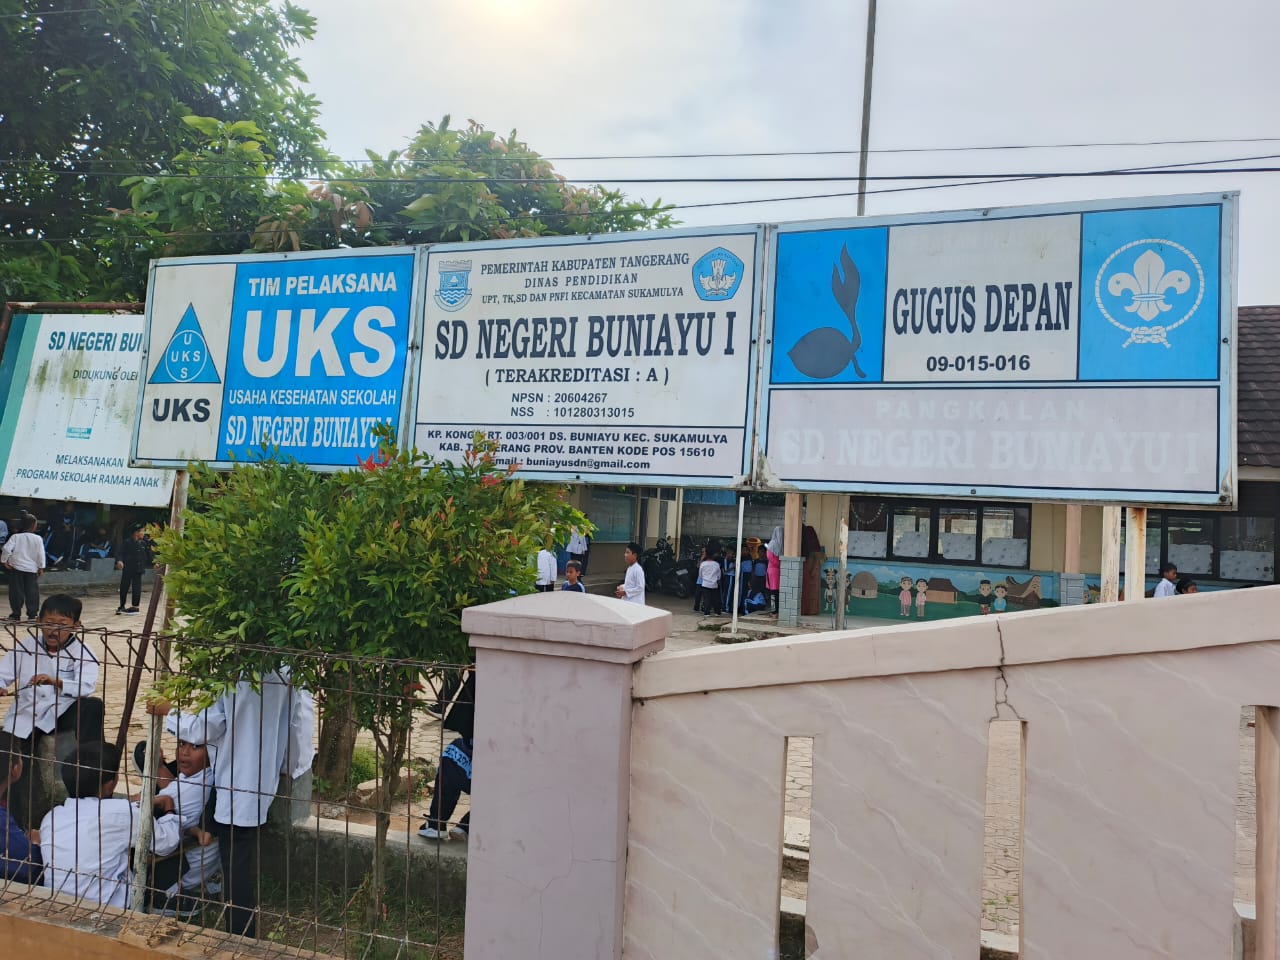 SD NEGERI BUNI
DIDUKUNG OLEH
MELAKSANAKAN
PROGRAM SEKOLAH RAMAH ANAK
U
UKS
S
UKS
TIM PELAKSANA
UKS
USAHA KESEHATAN SEKOLAH
SD NEGERI BUNIAYU I
PEMERINTAH KABUPATEN TANGERANG
DINAS PENDIDIKAN
UPT, TK,SD DAN PNFI KECAMATAN SUKAMULYA
SD NEGERI BUNIAYU I
( TERAKREDITASI : A )
NPSN : 20604267
NSS : 101280313015
KP. KONGSI RT. 003/001 DS. BUNIAYU KEC. SUKAMULYA
KAB. TANGERANG PROV. BANTEN KODE POS 15610
Email : buniayusdn@gmail.com
GUGUS DEPAN
09-015-016
PANGKALAN
SD NEGERI BUNIAYU I